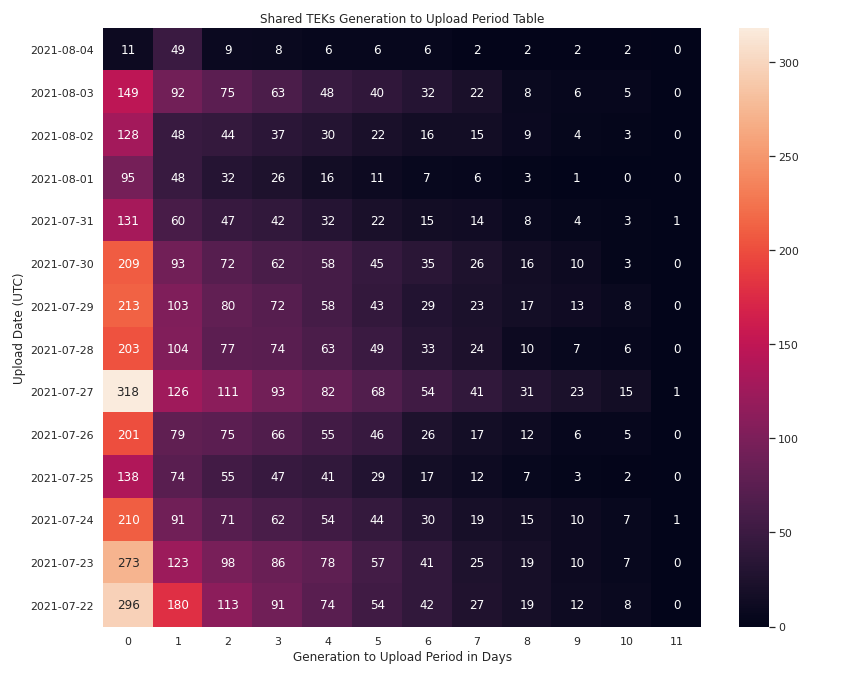 Shared TEKs Generation to Upload Period Table
Upload Date (UTC)
2021-08-04 11 49 9 8 6 6 6 2 2 2 2 0
2021-08-03 149 92 75 63 48 40 32 22 8 6 5 0
2021-08-02 128 48 44 37 30 22 16 15 9 4 3 0
2021-08-01 95 48 32 26 16 11 7 6 3 1 0 0
2021-07-31 131 60 47 42 32 22 15 14 8 4 3 1
2021-07-30 209 93 72 62 58 45 35 26 16 10 3 0
2021-07-29 213 103 80 72 58 43 29 23 17 13 8 0
2021-07-28 203 104 77 74 63 49 33 24 10 7 6 0
2021-07-27 318 126 111 93 82 68 54 41 31 23 15 1
2021-07-26 201 79 75 66 55 46 26 17 12 6 5 0
2021-07-25 138 74 55 47 41 29 17 12 7 3 2 0
2021-07-24 210 91 71 62 54 44 30 19 15 10 7 1
2021-07-23 273 123 98 86 78 57 41 25 19 10 7 0
2021-07-22 296 180 113 91 74 54 42 27 19 12 8 0
0 1 2 3 4 5 6 7 8 9 10 11
Generation to Upload Period in Days
300
250
200
150
100
50
0